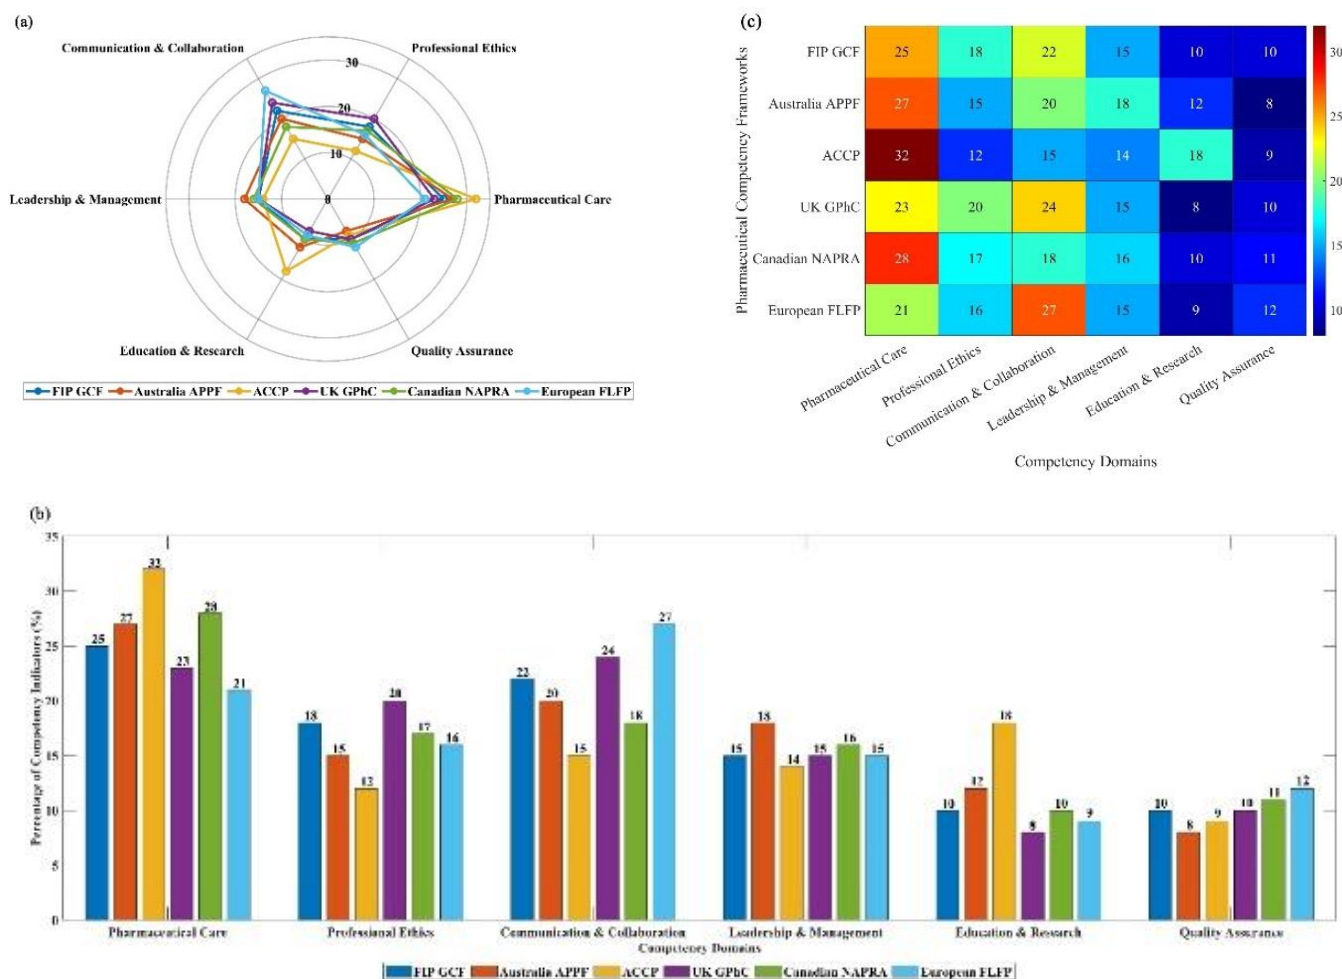 (a)
Communication & Collaboration
Professional Ethics
30
20
10
0
Leadership & Management
Pharmaceutical Care
Education & Research
Quality Assurance
FIP GCF Australia APPF ACCP UK GPhC Canadian NAPRA European FLFP
(c)
Pharmaceutical Competency Frameworks
FIP GCF 25 18 22 15 10 10
Australia APPF 27 15 20 18 12 8
ACCP 32 12 15 14 18 9
UK GPhC 23 20 24 15 8 10
Canadian NAPRA 28 17 18 16 10 11
European FLFP 21 16 27 15 9 12
30
25
20
15
10
Pharmaceutical Care
Professional Ethics
Communication & Collaboration
Leadership & Management
Education & Research
Quality Assurance
Competency Domains
(b)
Percentage of Competency Indicators (%)
35
30
25
20
15
10
5
0
25 27 32 23 28 21
18 15 12 20 17 16
22 20 15 24 18 27
15 18 14 15 16 15
10 12 18 8 10 9
10 8 9 10 11 12
Pharmaceutical Care Professional Ethics Communication & Collaboration Leadership & Management Education & Research Quality Assurance
Competency Domains
FIP GCF Australia APPF ACCP UK GPhC Canadian NAPRA European FLFP